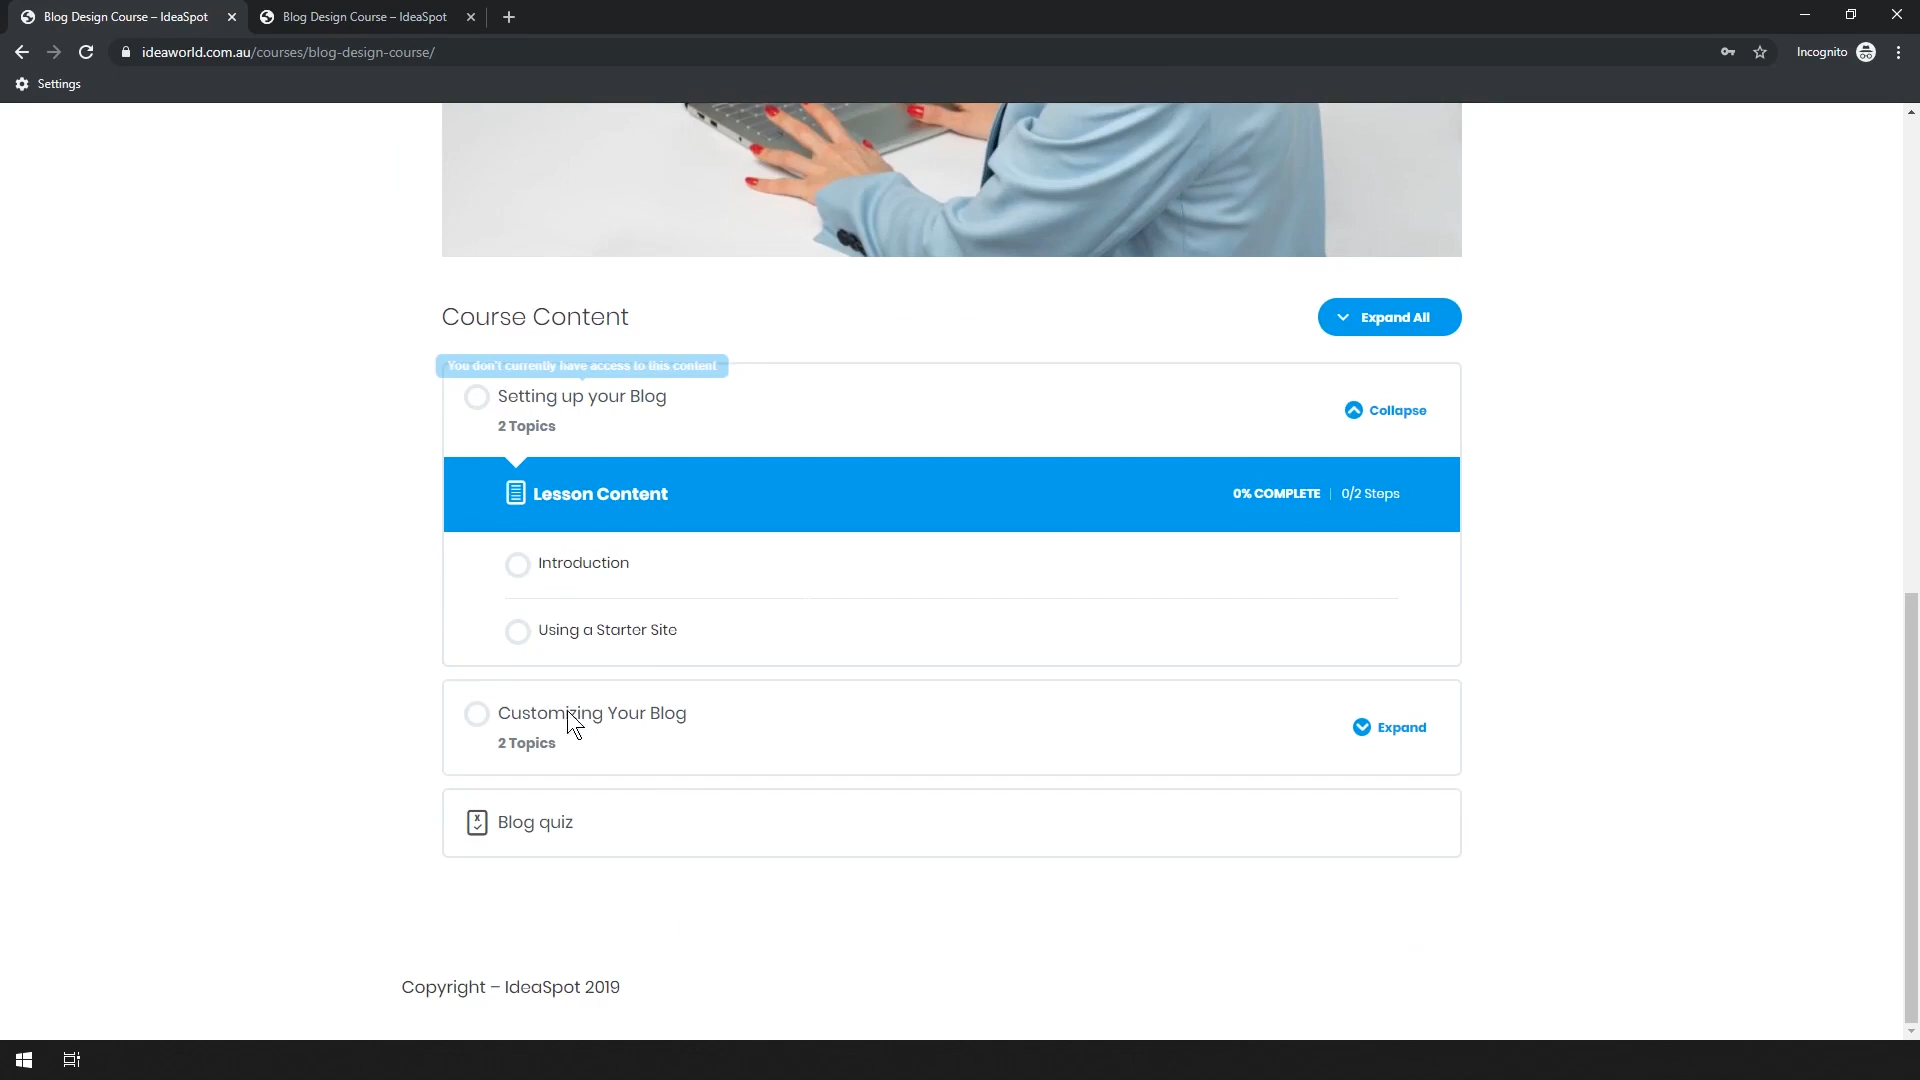 Blog Design Course – IdeaSpot
Blog Design Course – IdeaSpot
ideaworld.com.au/courses/blog-design-course/
Incognito
Settings
Course Content
Expand All
You don't currently have access to this content
Setting up your Blog
2 Topics
Collapse
Lesson Content
0% COMPLETE | 0/2 Steps
Introduction
Using a Starter Site
Customizing Your Blog
2 Topics
Expand
Blog quiz
Copyright – IdeaSpot 2019